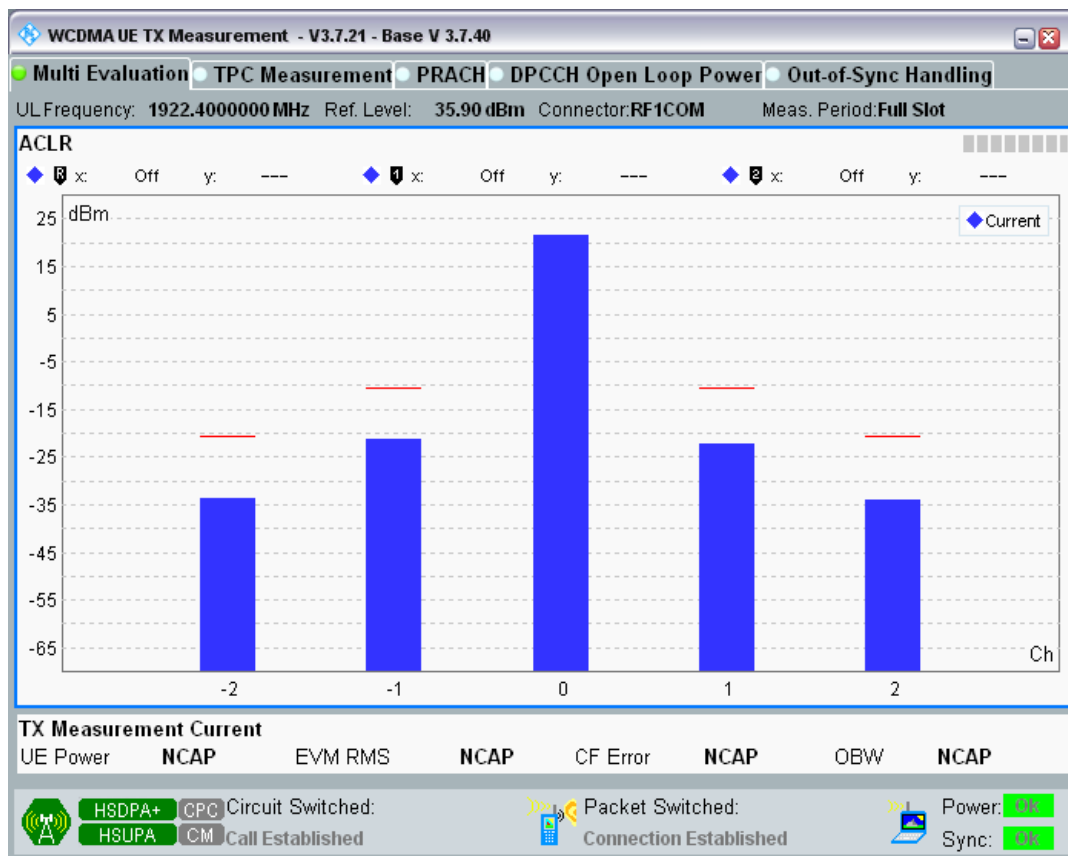 WCDMA UE TX Measurement - V3.7.21 - Base V 3.7.40
Multi Evaluation TPC Measurement PRACH DPCCH Open Loop Power Out-of-Sync Handling
UL Frequency: 1922.4000000 MHz Ref. Level: 35.90 dBm Connector:RF1COM Meas. Period:Full Slot
ACLR
R x: Off y: --- 1 x: Off y: --- 2 x: Off y: ---
dBm
Current
25
15
5
-5
-15
-25
-35
-45
-55
-65
Ch
-2 -1 0 1 2
TX Measurement Current
UE Power NCAP EVM RMS NCAP CF Error NCAP OBW NCAP
HSDPA+ CPC Circuit Switched: Packet Switched: Power: OK
HSUPA CM Call Established Connection Established Sync: OK